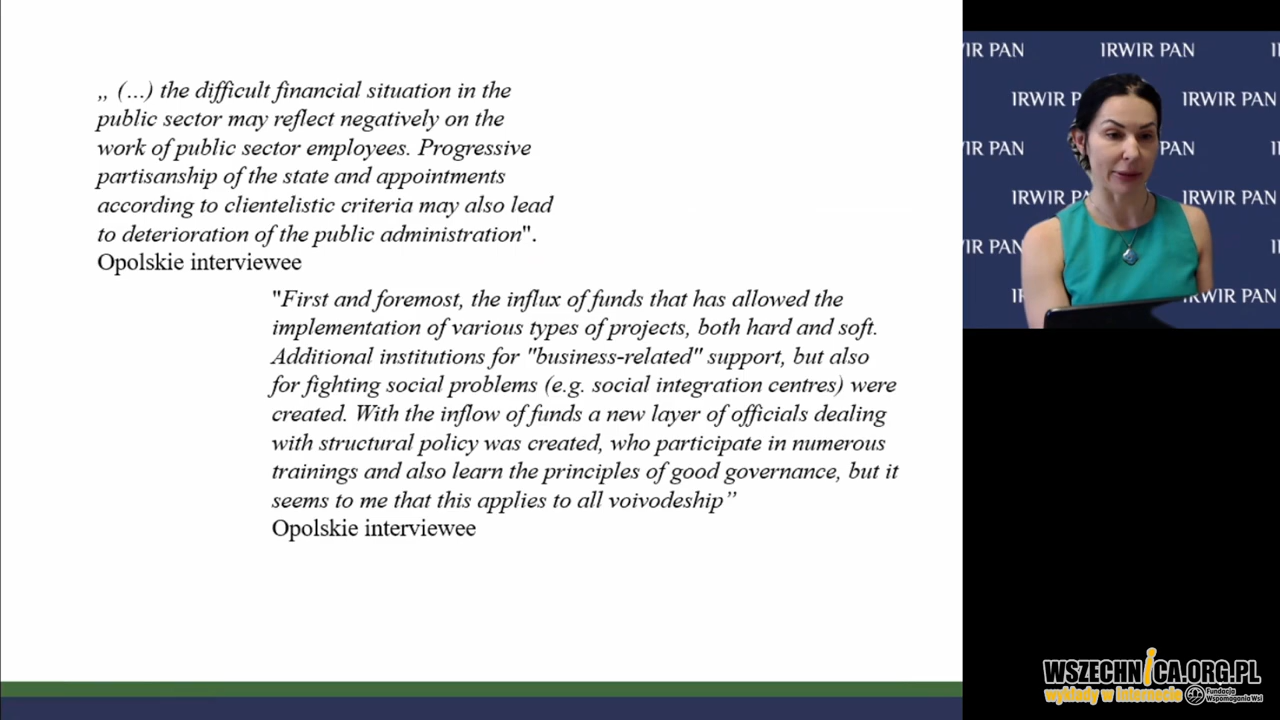 „ (...) the difficult financial situation in the
public sector may reflect negatively on the
work of public sector employees. Progressive
partisanship of the state and appointments
according to clientelistic criteria may also lead
to deterioration of the public administration".
Opolskie interviewee
"First and foremost, the influx of funds that has allowed the
implementation of various types of projects, both hard and soft.
Additional institutions for "business-related" support, but also
for fighting social problems (e.g. social integration centres) were
created. With the inflow of funds a new layer of officials dealing
with structural policy was created, who participate in numerous
trainings and also learn the principles of good governance, but it
seems to me that this applies to all voivodeship”
Opolskie interviewee
IRWIR PAN
IRWIR PAN
IRWIR PAN
IRWIR PAN
WSZECHNICA.ORG.PL
wykłady w internecie
Fundacja
Wspomagania Wsi